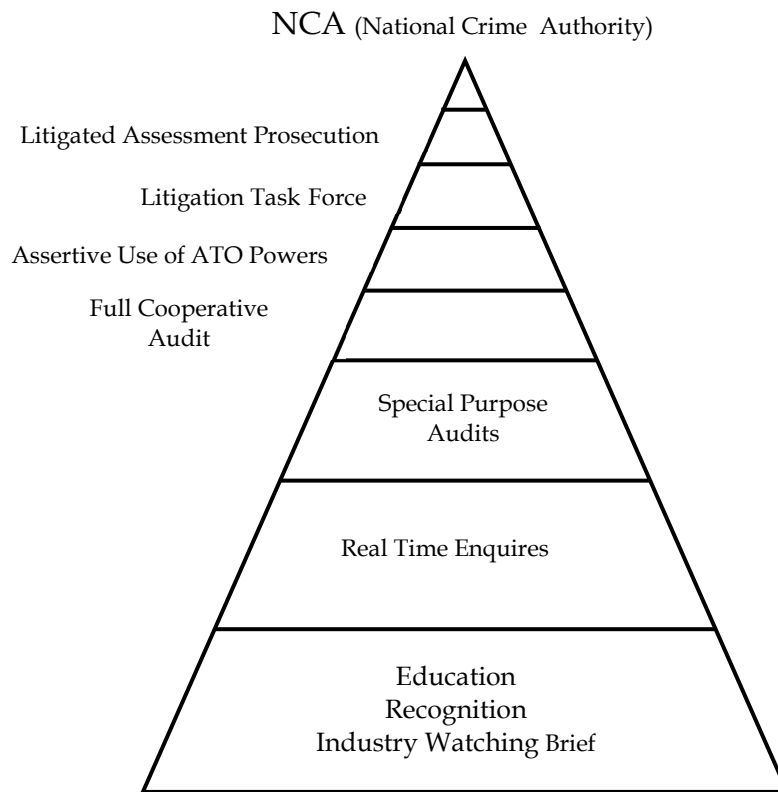 NCA (National Crime Authority)
Litigated Assessment Prosecution
Litigation Task Force
Assertive Use of ATO Powers
Full Cooperative
Audit
Special Purpose
Audits
Real Time Enquires
Education
Recognition
Industry Watching Brief